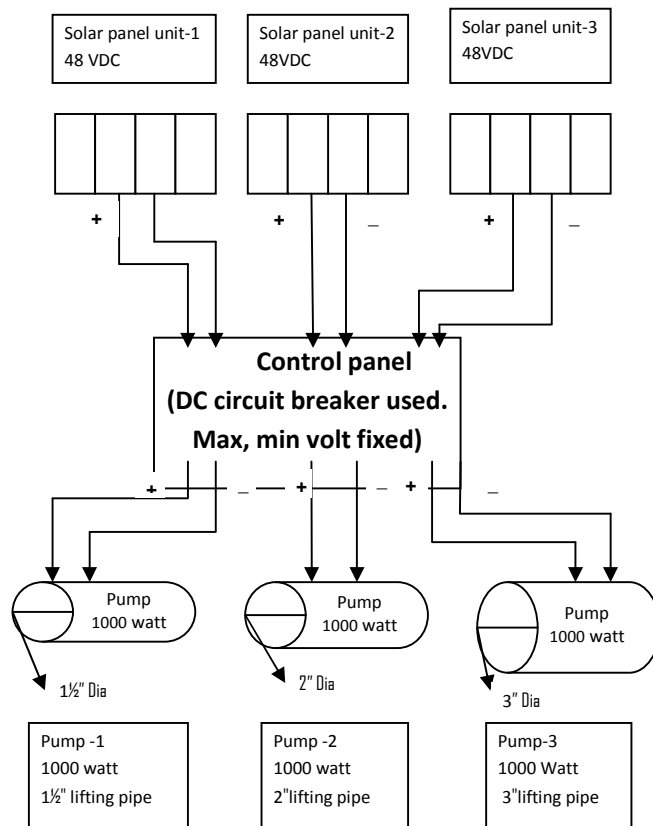 Solar panel unit-1
48 VDC
Solar panel unit-2
48VDC
Solar panel unit-3
48VDC
+
+ _
+ _
Control panel
(DC circuit breaker used.
Max, min volt fixed)
+ _ + _ + _
Pump
1000 watt
Pump
1000 watt
Pump
1000 watt
1½" Dia
2" Dia
3" Dia
Pump -1
1000 watt
1½" lifting pipe
Pump -2
1000 watt
2"lifting pipe
Pump-3
1000 Watt
3"lifting pipe